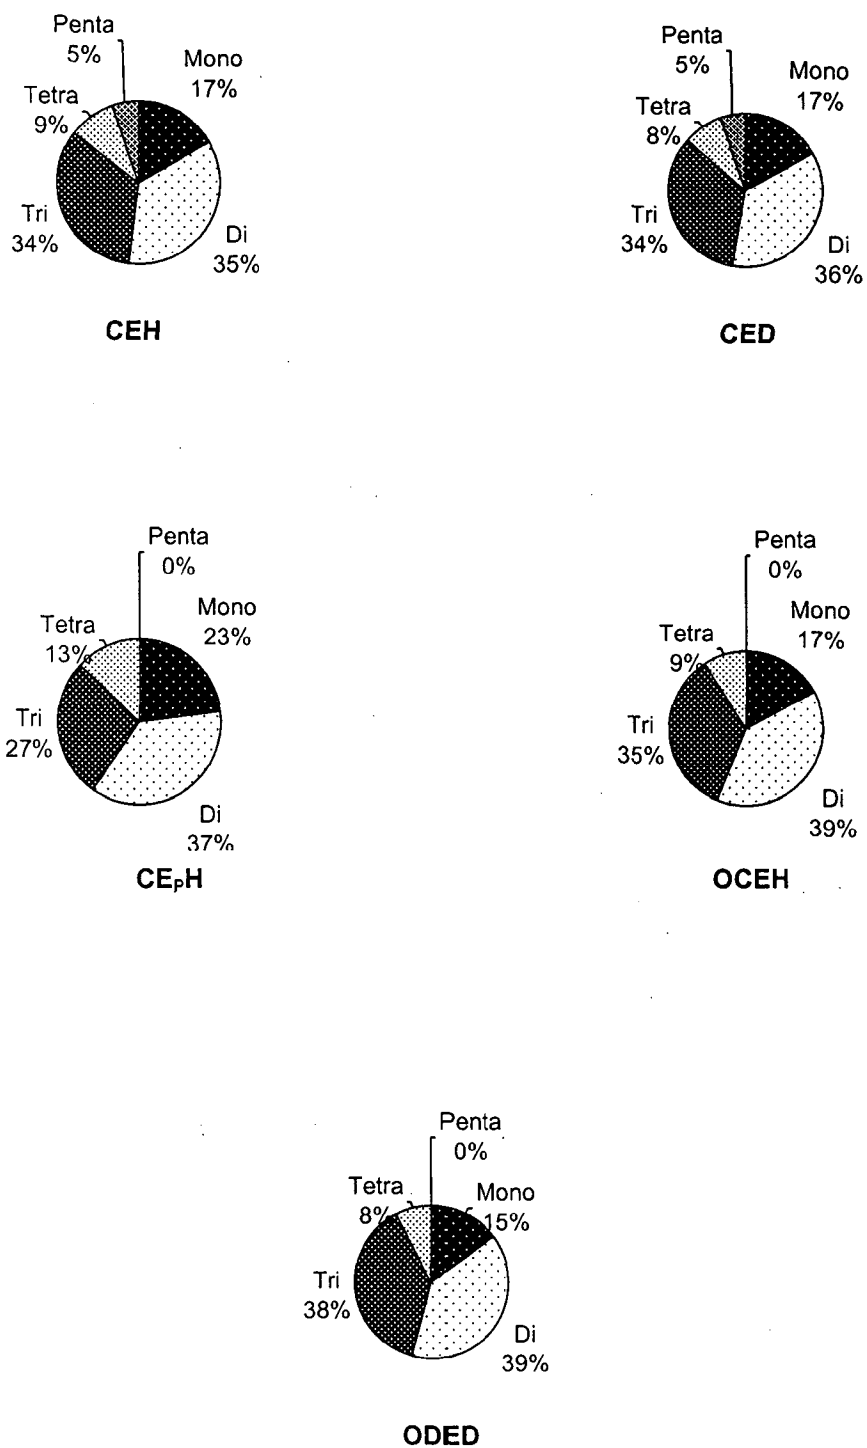 Penta
5%
Mono
17%
Tetra
9%
Tri
34%
Di
35%
CEH
Penta
5%
Mono
17%
Tetra
8%
Tri
34%
Di
36%
CED
Penta
0%
Mono
23%
Tetra
13%
Tri
27%
Di
37%
CEPH
Penta
0%
Mono
17%
Tetra
9%
Tri
35%
Di
39%
OCEH
Penta
0%
Mono
15%
Tetra
8%
Tri
38%
Di
39%
ODED